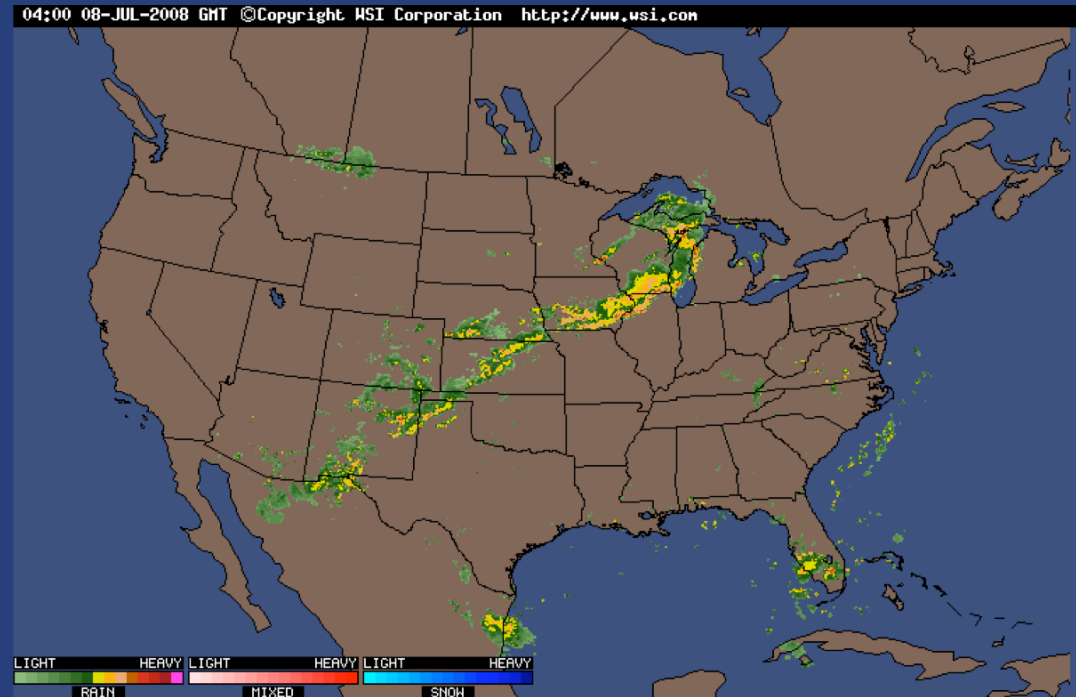 04:00 08-JUL-2008 GMT ©Copyright WSI Corporation http://www.wsi.com
LIGHT HEAVY LIGHT HEAVY LIGHT HEAVY
RAIN MIXED SNOW